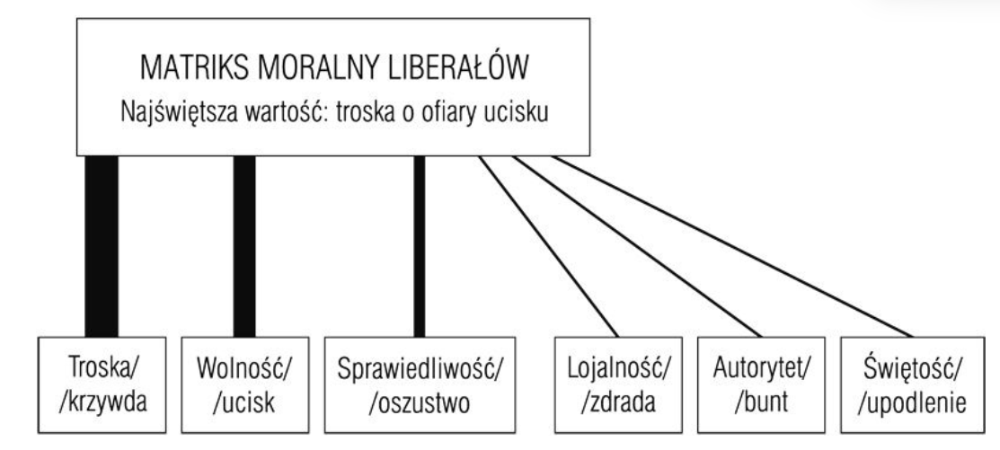 MATRIKS MORALNY LIBERAŁÓW
Najświętsza wartość: troska o ofiary ucisku
Troska/
/krzywda
Wolność/
/ucisk
Sprawiedliwość/
/oszustwo
Lojalność/
/zdrada
Autorytet/
/bunt
Świętość/
/upodlenie